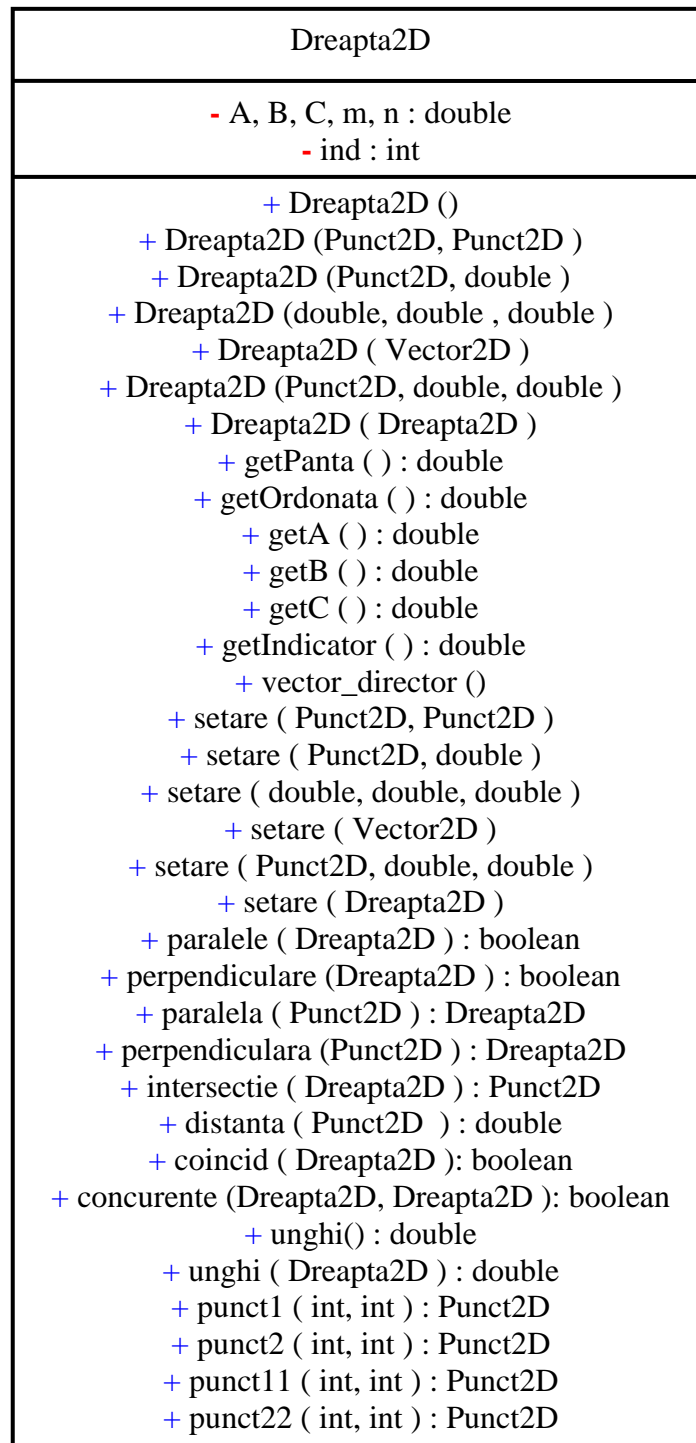 Dreapta2D
- A, B, C, m, n : double
- ind : int
+ Dreapta2D ()
+ Dreapta2D (Punct2D, Punct2D )
+ Dreapta2D (Punct2D, double )
+ Dreapta2D (double, double , double )
+ Dreapta2D ( Vector2D )
+ Dreapta2D (Punct2D, double, double )
+ Dreapta2D ( Dreapta2D )
+ getPanta ( ) : double
+ getOrdonata ( ) : double
+ getA ( ) : double
+ getB ( ) : double
+ getC ( ) : double
+ getIndicator ( ) : double
+ vector_director ()
+ setare ( Punct2D, Punct2D )
+ setare ( Punct2D, double )
+ setare ( double, double, double )
+ setare ( Vector2D )
+ setare ( Punct2D, double, double )
+ setare ( Dreapta2D )
+ paralele ( Dreapta2D ) : boolean
+ perpendiculare (Dreapta2D ) : boolean
+ paralela ( Punct2D ) : Dreapta2D
+ perpendiculara (Punct2D ) : Dreapta2D
+ intersectie ( Dreapta2D ) : Punct2D
+ distanta ( Punct2D  ) : double
+ coincid ( Dreapta2D ): boolean
+ concurente (Dreapta2D, Dreapta2D ): boolean
+ unghi() : double
+ unghi ( Dreapta2D ) : double
+ punct1 ( int, int ) : Punct2D
+ punct2 ( int, int ) : Punct2D
+ punct11 ( int, int ) : Punct2D
+ punct22 ( int, int ) : Punct2D